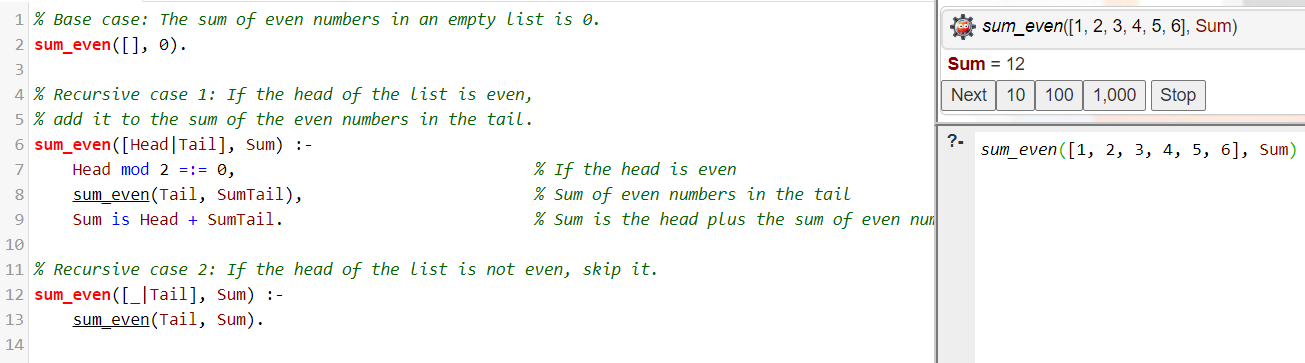 1 % Base case: The sum of even numbers in an empty list is 0.
2 sum_even([], 0).
3
4 % Recursive case 1: If the head of the list is even,
5 % add it to the sum of the even numbers in the tail.
6 sum_even([Head|Tail], Sum) :-
7 Head mod 2 =:= 0, % If the head is even
8 sum_even(Tail, SumTail), % Sum of even numbers in the tail
9 Sum is Head + SumTail. % Sum is the head plus the sum of even num
10
11 % Recursive case 2: If the head of the list is not even, skip it.
12 sum_even([_|Tail], Sum) :-
13 sum_even(Tail, Sum).
14
sum_even([1, 2, 3, 4, 5, 6], Sum)
Sum = 12
Next 10 100 1,000 Stop
?- sum_even([1, 2, 3, 4, 5, 6], Sum)